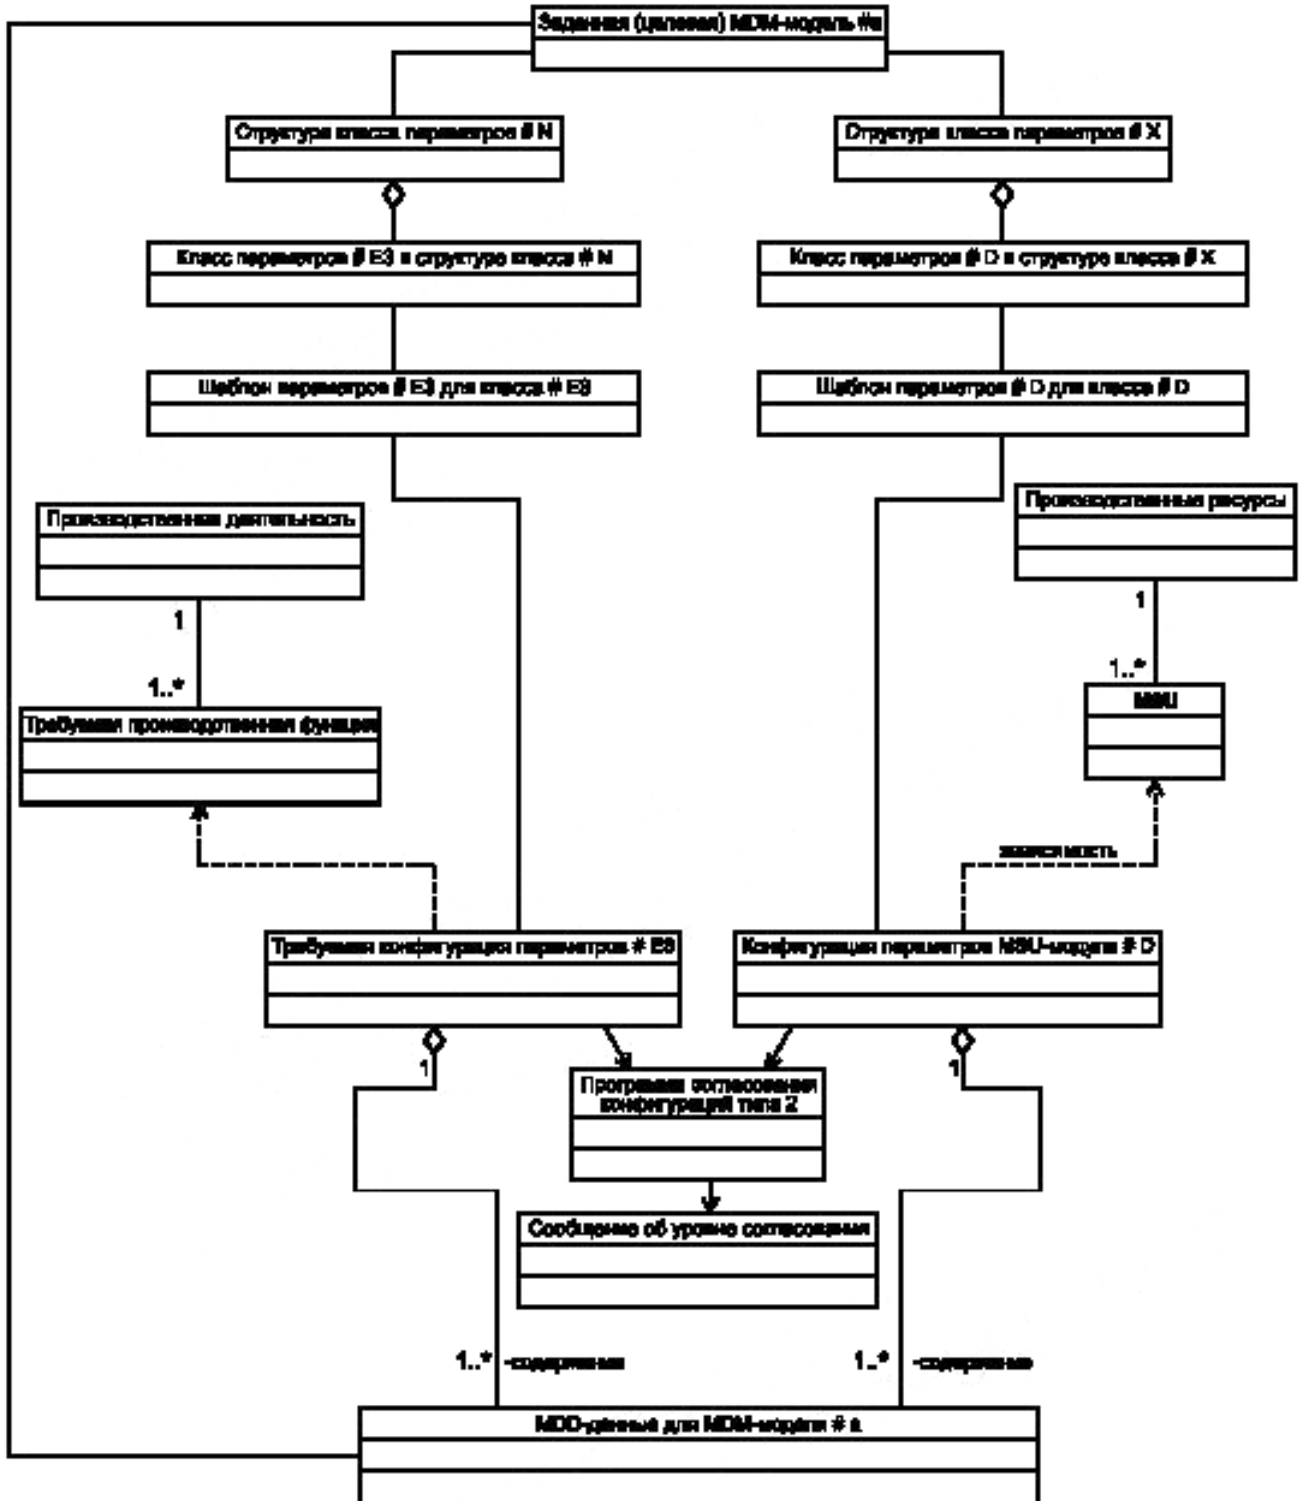 Заданная (целевая) MDM-модель #a
Структура класса параметров # N
Структура класса параметров # X
Класс параметров # E3 в структуре класса # N
Класс параметров # D в структуре класса # X
Шаблон параметров # E3 для класса # E3
Шаблон параметров # D для класса # D
Производственная деятельность
Производственные ресурсы
1
1
1..*
1..*
Требуемая производственная функция
MSU
зависимость
Требуемая конфигурация параметров # E3
Конфигурация параметров MSU-модуля # D
1
1
Программа согласования
конфигураций типа 2
Сообщение об уровне согласования
1..* -содержание
1..* -содержание
MDD-данные для MDM-модели # a